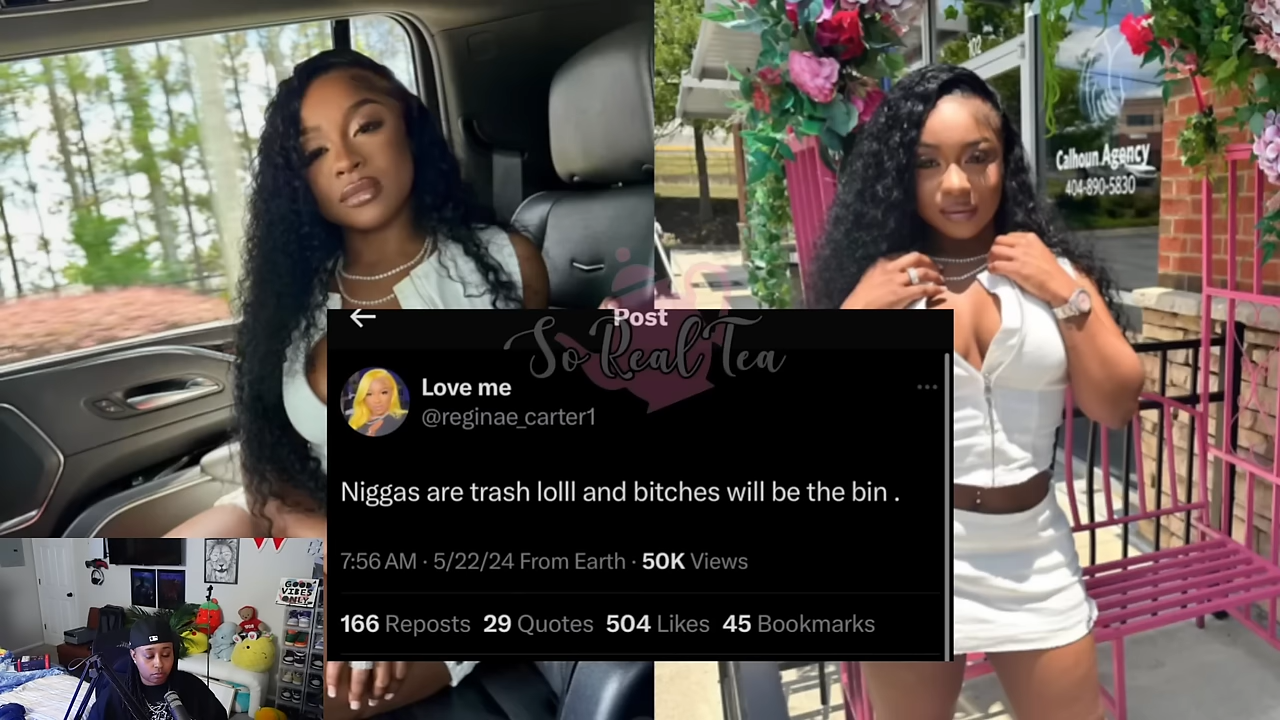 102
Calhoun Agency
404-890-5830
Post
So Real Tea
Love me
@reginae_carter1
Niggas are trash lolll and bitches will be the bin .
7:56 AM · 5/22/24 From Earth · 50K Views
166 Reposts 29 Quotes 504 Likes 45 Bookmarks
GOOD
VIBES
ONLY